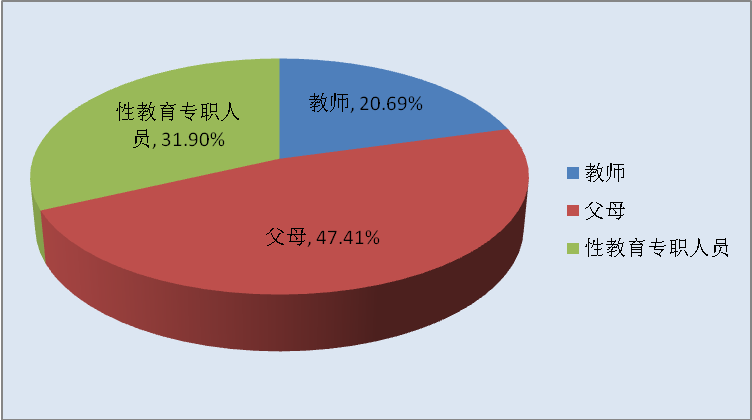 教师, 20.69%
性教育专职人
员, 31.90%
父母, 47.41%
教师
父母
性教育专职人员